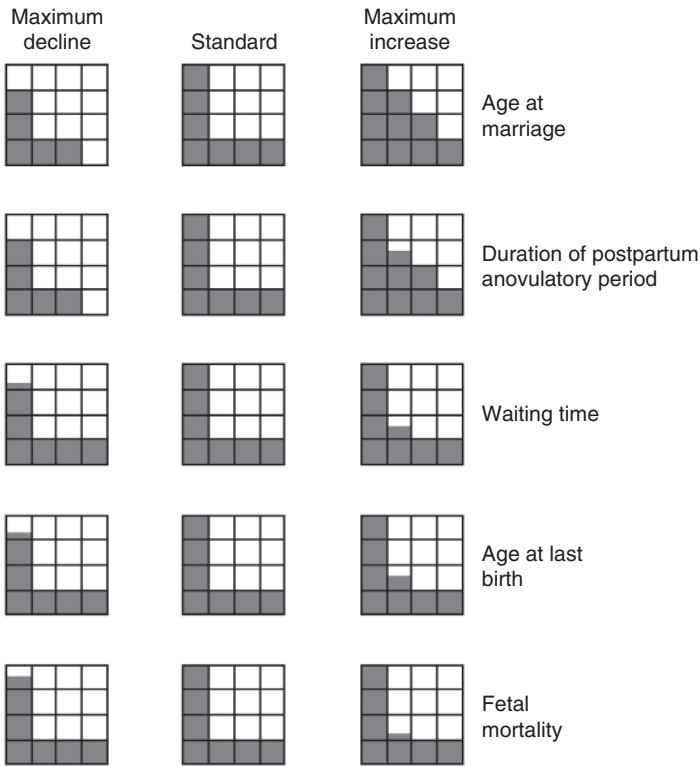 Maximum
decline
Standard
Maximum
increase
Age at
marriage
Duration of postpartum
anovulatory period
Waiting time
Age at last
birth
Fetal
mortality